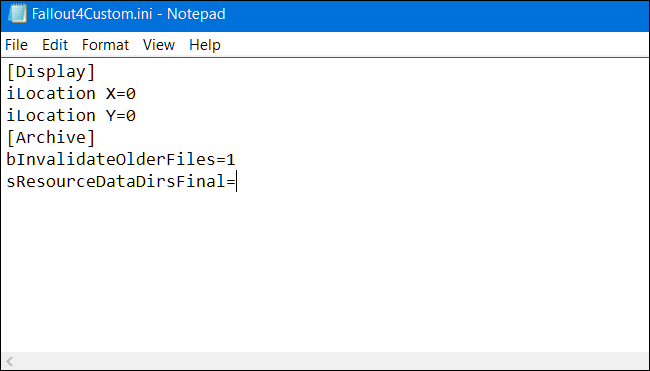 Fallout4Custom.ini - Notepad
File Edit Format View Help
[Display]
iLocation X=0
iLocation Y=0
[Archive]
bInvalidateOlderFiles=1
sResourceDataDirsFinal=